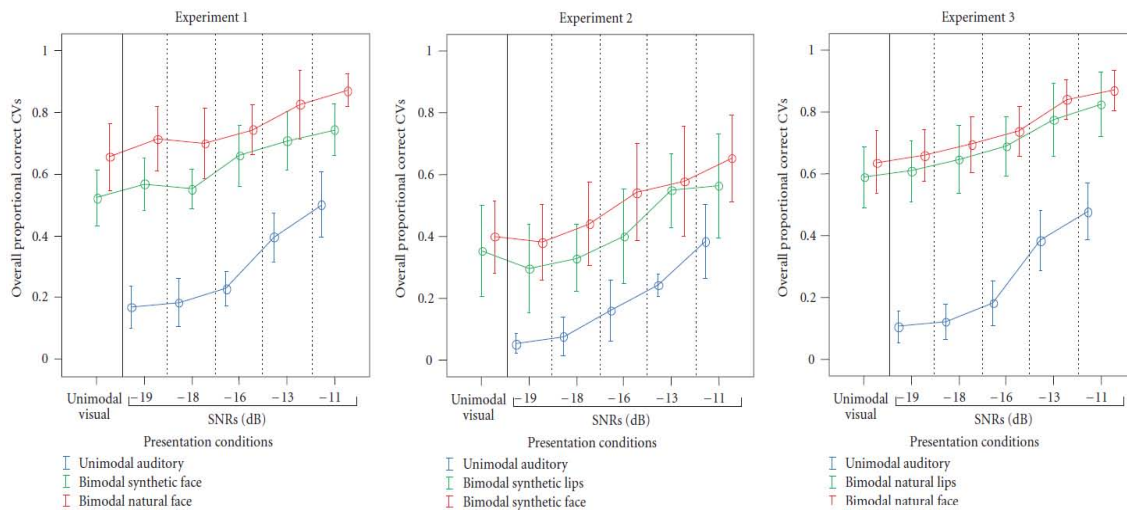 Experiment 1
Overall proportional correct CVs
1
0.8
0.6
0.4
0.2
0
Unimodal visual
−19
−18
−16
−13
−11
SNRs (dB)
Presentation conditions
Unimodal auditory
Bimodal synthetic face
Bimodal natural face
Experiment 2
Overall proportional correct CVs
1
0.8
0.6
0.4
0.2
0
Unimodal visual
−19
−18
−16
−13
−11
SNRs (dB)
Presentation conditions
Unimodal auditory
Bimodal synthetic lips
Bimodal synthetic face
Experiment 3
Overall proportional correct CVs
1
0.8
0.6
0.4
0.2
0
Unimodal visual
−19
−18
−16
−13
−11
SNRs (dB)
Presentation conditions
Unimodal auditory
Bimodal natural lips
Bimodal natural face